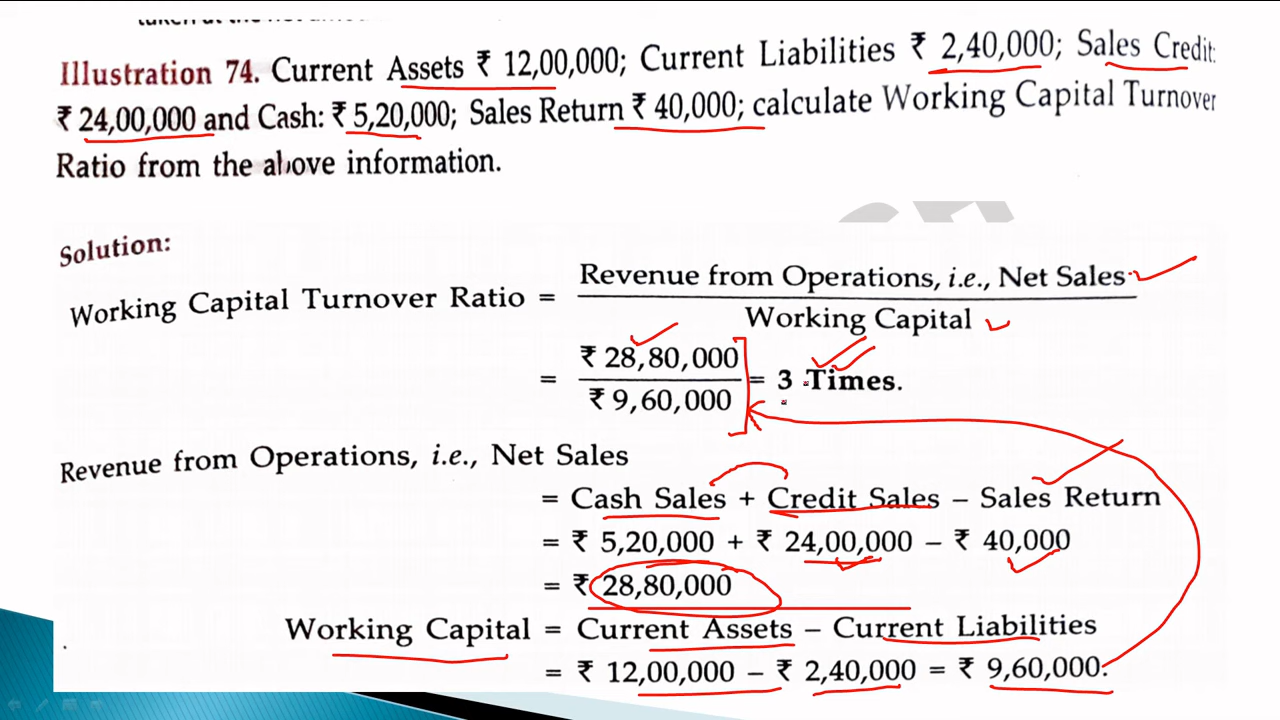 Illustration 74. Current Assets ₹ 12,00,000; Current Liabilities ₹ 2,40,000; Sales Credit:
₹ 24,00,000 and Cash: ₹ 5,20,000; Sales Return ₹ 40,000; calculate Working Capital Turnover
Ratio from the above information.
Solution:
Working Capital Turnover Ratio = Revenue from Operations, i.e., Net Sales
Working Capital
= ₹ 28,80,000
₹ 9,60,000
= 3 Times.
Revenue from Operations, i.e., Net Sales
= Cash Sales + Credit Sales – Sales Return
= ₹ 5,20,000 + ₹ 24,00,000 – ₹ 40,000
= ₹ 28,80,000
Working Capital = Current Assets – Current Liabilities
= ₹ 12,00,000 – ₹ 2,40,000 = ₹ 9,60,000.